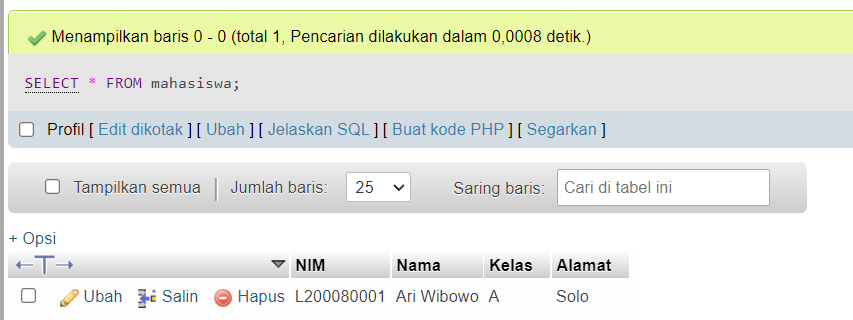 Menampilkan baris 0 - 0 (total 1, Pencarian dilakukan dalam 0,0008 detik.)
SELECT * FROM mahasiswa;
Profil [ Edit dikotak ] [ Ubah ] [ Jelaskan SQL ] [ Buat kode PHP ] [ Segarkan ]
Tampilkan semua | Jumlah baris: 25 Saring baris: Cari di tabel ini
+ Opsi
←T→ NIM Nama Kelas Alamat
Ubah Salin Hapus L200080001 Ari Wibowo A Solo